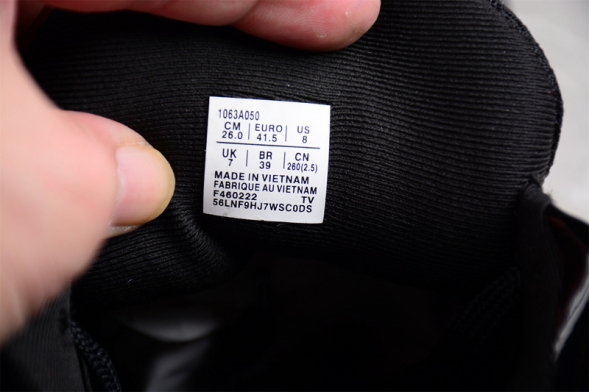 1063A050
CM | EURO | US
26.0 | 41.5 | 8
UK | BR | CN
7 | 39 | 260(2.5)
MADE IN VIETNAM
FABRIQUE AU VIETNAM
F460222 TV
56LNF9HJ7WSC0DS